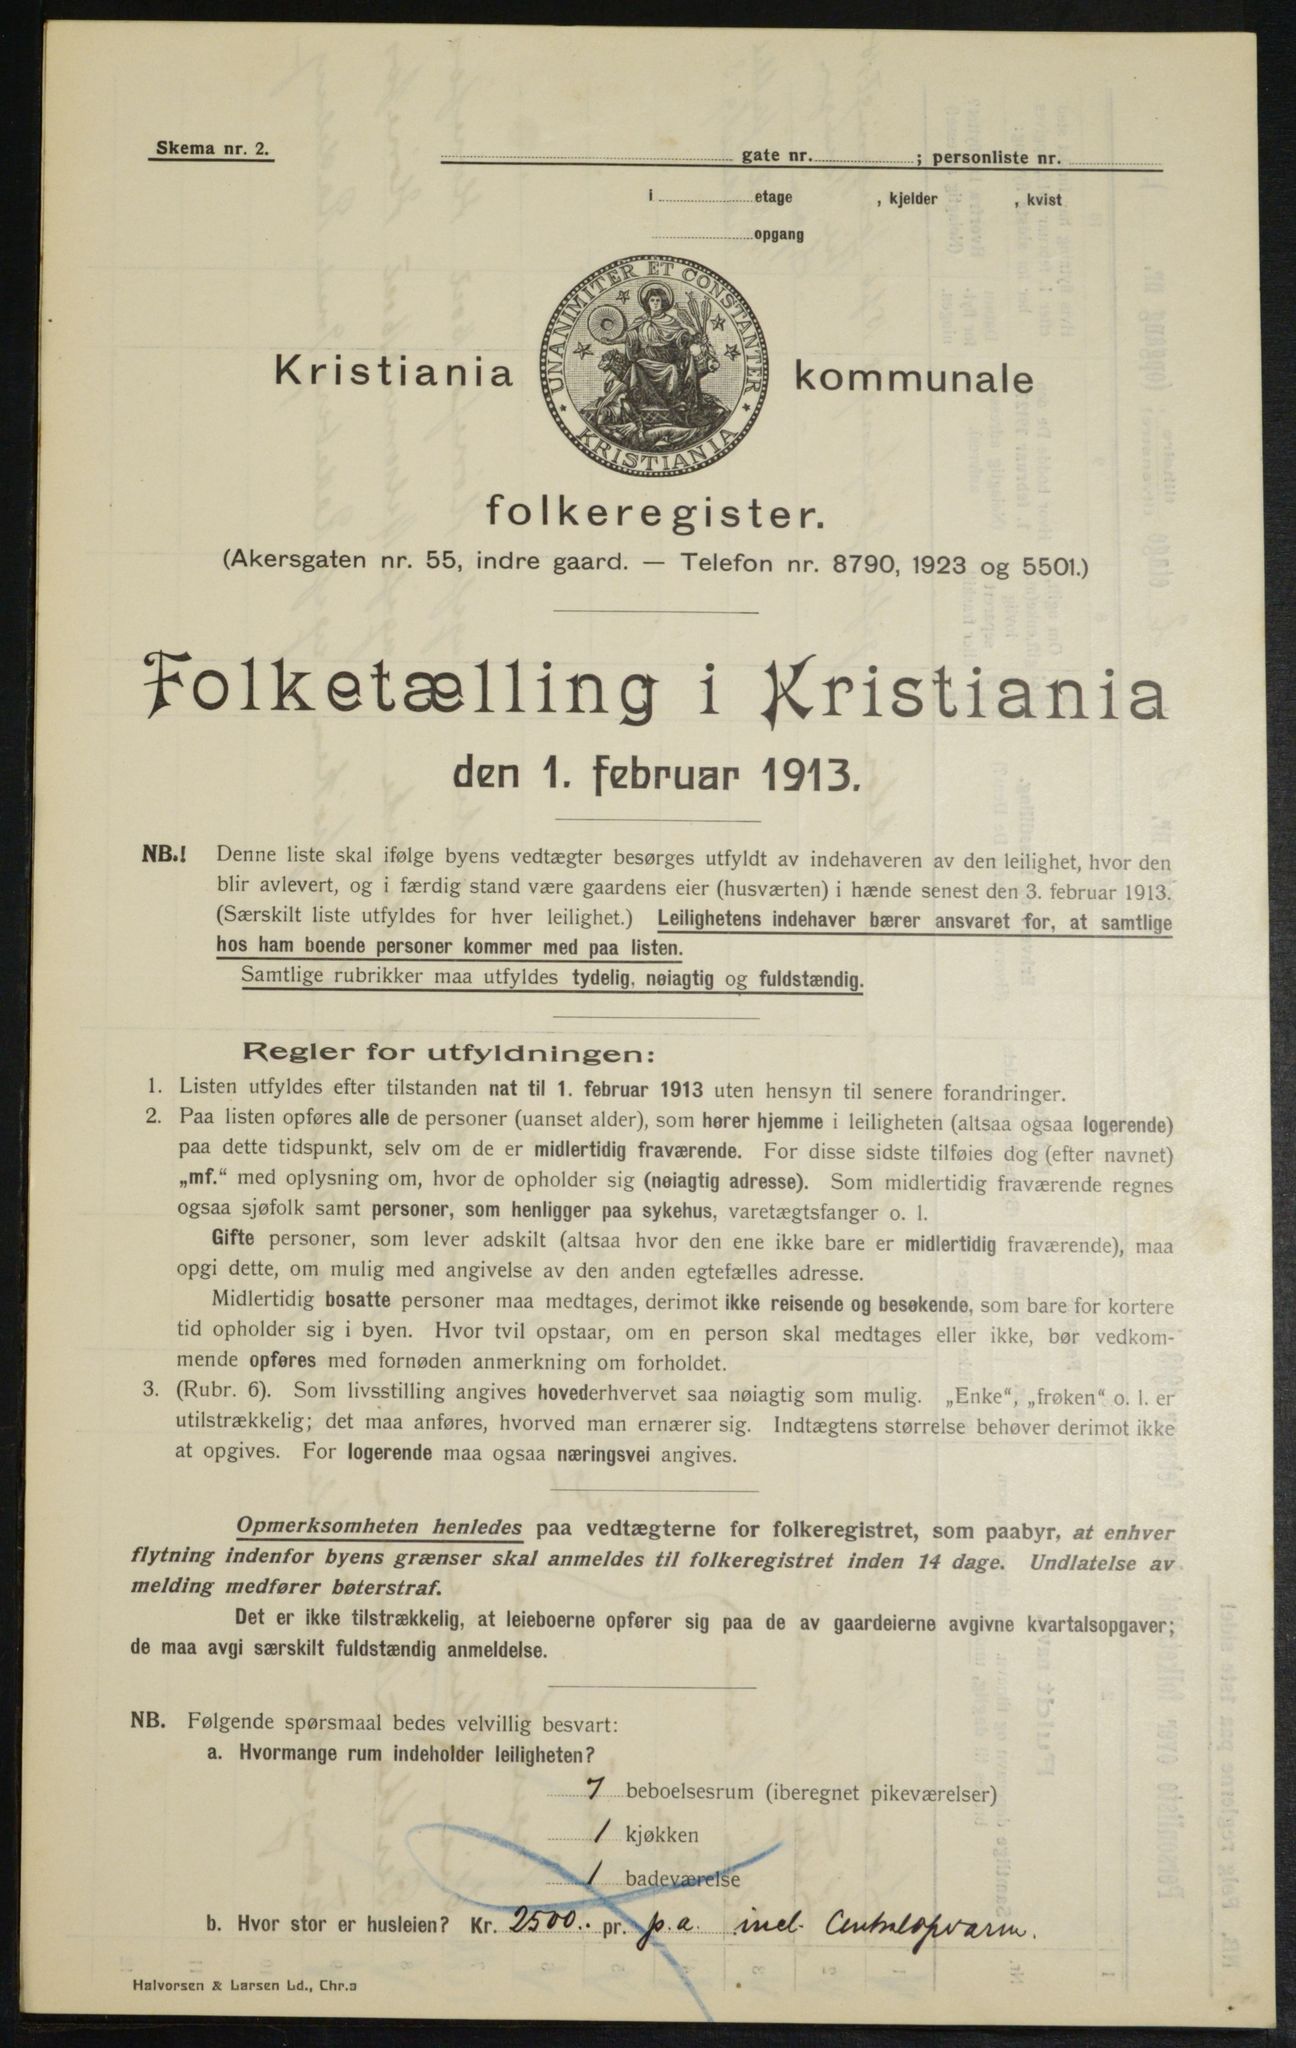 Skema nr. 2.
gate nr. ; personliste nr.
i etage , kjelder , kvist
opgang
UNANIMITER ET CONSTANTER
KRISTIANIA
Kristiania kommunale
folkeregister.
(Akersgaten nr. 55, indre gaard. — Telefon nr. 8790, 1923 og 5501.)
Folketælling i Kristiania
den 1. februar 1913.
NB.! Denne liste skal ifølge byens vedtægter besørges utfyldt av indehaveren av den leilighet, hvor den
blir avlevert, og i færdig stand være gaardens eier (husværten) i hænde senest den 3. februar 1913.
(Særskilt liste utfyldes for hver leilighet.) Leilighetens indehaver bærer ansvaret for, at samtlige
hos ham boende personer kommer med paa listen.
Samtlige rubrikker maa utfyldes tydelig, nøiagtig og fuldstændig.
Regler for utfyldningen:
1. Listen utfyldes efter tilstanden nat til 1. februar 1913 uten hensyn til senere forandringer.
2. Paa listen opføres alle de personer (uanset alder), som hører hjemme i leiligheten (altsaa ogsaa logerende)
paa dette tidspunkt, selv om de er midlertidig fraværende. For disse sidste tilføies dog (efter navnet)
„mf.“ med oplysning om, hvor de opholder sig (nøiagtig adresse). Som midlertidig fraværende regnes
ogsaa sjøfolk samt personer, som henligger paa sykehus, varetægtsfanger o. l.
Gifte personer, som lever adskilt (altsaa hvor den ene ikke bare er midlertidig fraværende), maa
opgi dette, om mulig med angivelse av den anden egtefælles adresse.
Midlertidig bosatte personer maa medtages, derimot ikke reisende og besøkende, som bare for kortere
tid opholder sig i byen. Hvor tvil opstaar, om en person skal medtages eller ikke, bør vedkom-
mende opføres med fornøden anmerkning om forholdet.
3. (Rubr. 6). Som livsstilling angives hovederhvervet saa nøiagtig som mulig. „Enke“, „frøken“ o. l. er
utilstrækkelig; det maa anføres, hvorved man ernærer sig. Indtægtens størrelse behøver derimot ikke
at opgives. For logerende maa ogsaa næringsvei angives.
Opmerksomheten henledes paa vedtægterne for folkeregistret, som paabyr, at enhver
flytning indenfor byens grænser skal anmeldes til folkeregistret inden 14 dage. Undlatelse av
melding medfører bøterstraf.
Det er ikke tilstrækkelig, at leieboerne opfører sig paa de av gaardeierne avgivne kvartalsopgaver;
de maa avgi særskilt fuldstændig anmeldelse.
NB. Følgende spørsmaal bedes velvillig besvart:
a. Hvormange rum indeholder leiligheten?
7 beboelsesrum (iberegnet pikeværelser)
1 kjøkken
1 badeværelse
b. Hvor stor er husleien? Kr. 2500.. pr. p.a. incl. Centralopvarm.
Halvorsen & Larsen Ld., Chr.a